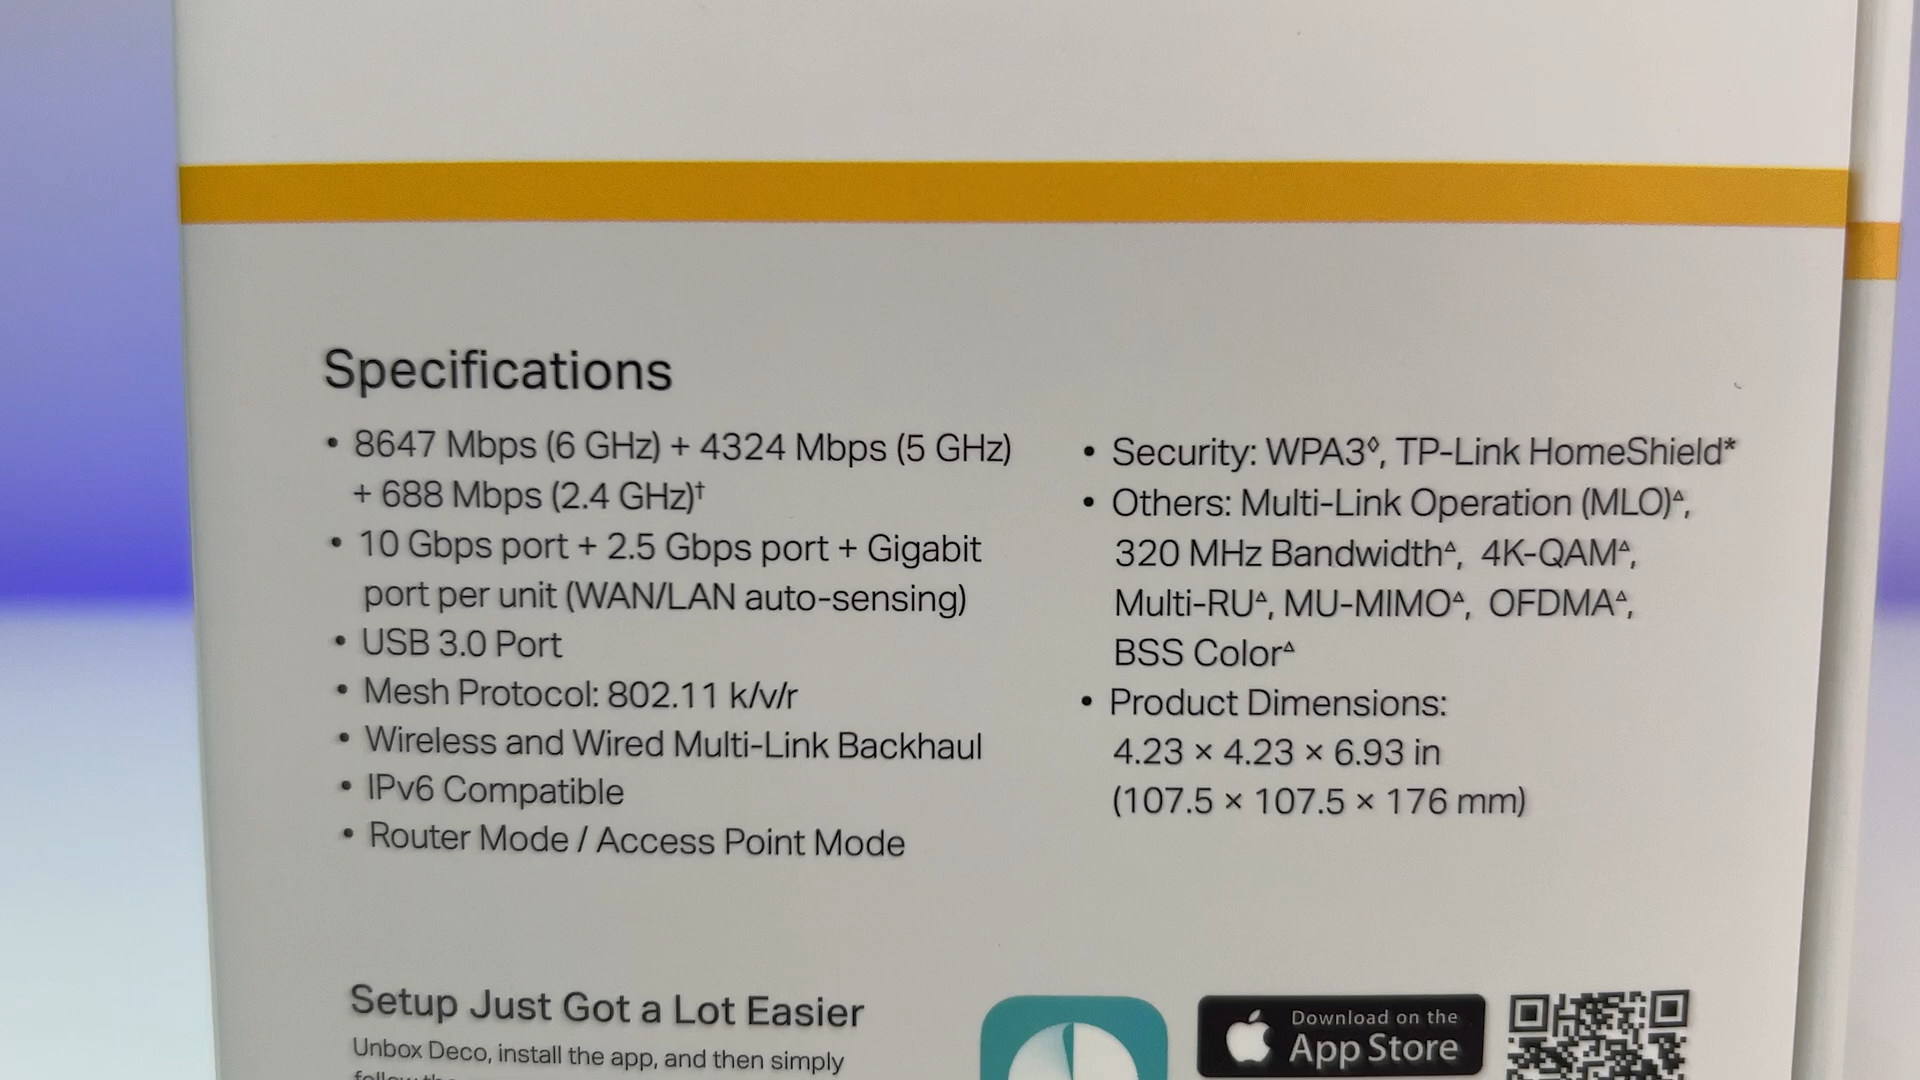 Specifications
• 8647 Mbps (6 GHz) + 4324 Mbps (5 GHz)
+ 688 Mbps (2.4 GHz)†
• 10 Gbps port + 2.5 Gbps port + Gigabit
port per unit (WAN/LAN auto-sensing)
• USB 3.0 Port
• Mesh Protocol: 802.11 k/v/r
• Wireless and Wired Multi-Link Backhaul
• IPv6 Compatible
• Router Mode / Access Point Mode
• Security: WPA3◊, TP-Link HomeShield*
• Others: Multi-Link Operation (MLO)△,
320 MHz Bandwidth△, 4K-QAM△,
Multi-RU△, MU-MIMO△, OFDMA△,
BSS Color△
• Product Dimensions:
4.23 × 4.23 × 6.93 in
(107.5 × 107.5 × 176 mm)
Setup Just Got a Lot Easier
Unbox Deco, install the app, and then simply
Download on the
App Store